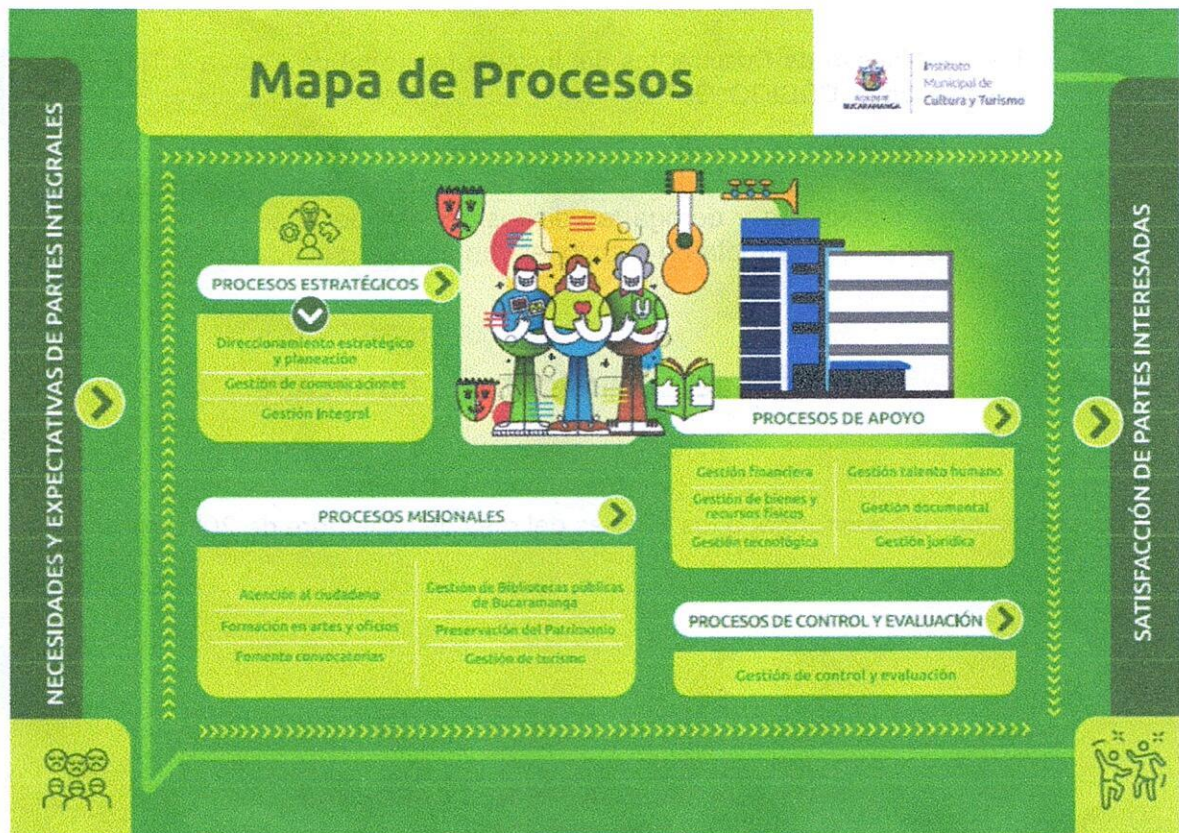 Mapa de Procesos
ALCALDÍA DE
BUCARAMANGA
Instituto
Municipal de
Cultura y Turismo
NECESIDADES Y EXPECTATIVAS DE PARTES INTEGRALES
PROCESOS ESTRATÉGICOS
Direccionamiento estratégico
y planeación
Gestión de comunicaciones
Gestión Integral
PROCESOS MISIONALES
Atención al ciudadano
Formación en artes y oficios
Fomento convocatorias
Gestión de Bibliotecas públicas
de Bucaramanga
Preservación del Patrimonio
Gestión de turismo
PROCESOS DE APOYO
Gestión financiera
Gestión de bienes y
recursos físicos
Gestión tecnológica
Gestión talento humano
Gestión documental
Gestión jurídica
PROCESOS DE CONTROL Y EVALUACIÓN
Gestión de control y evaluación
SATISFACCIÓN DE PARTES INTERESADAS